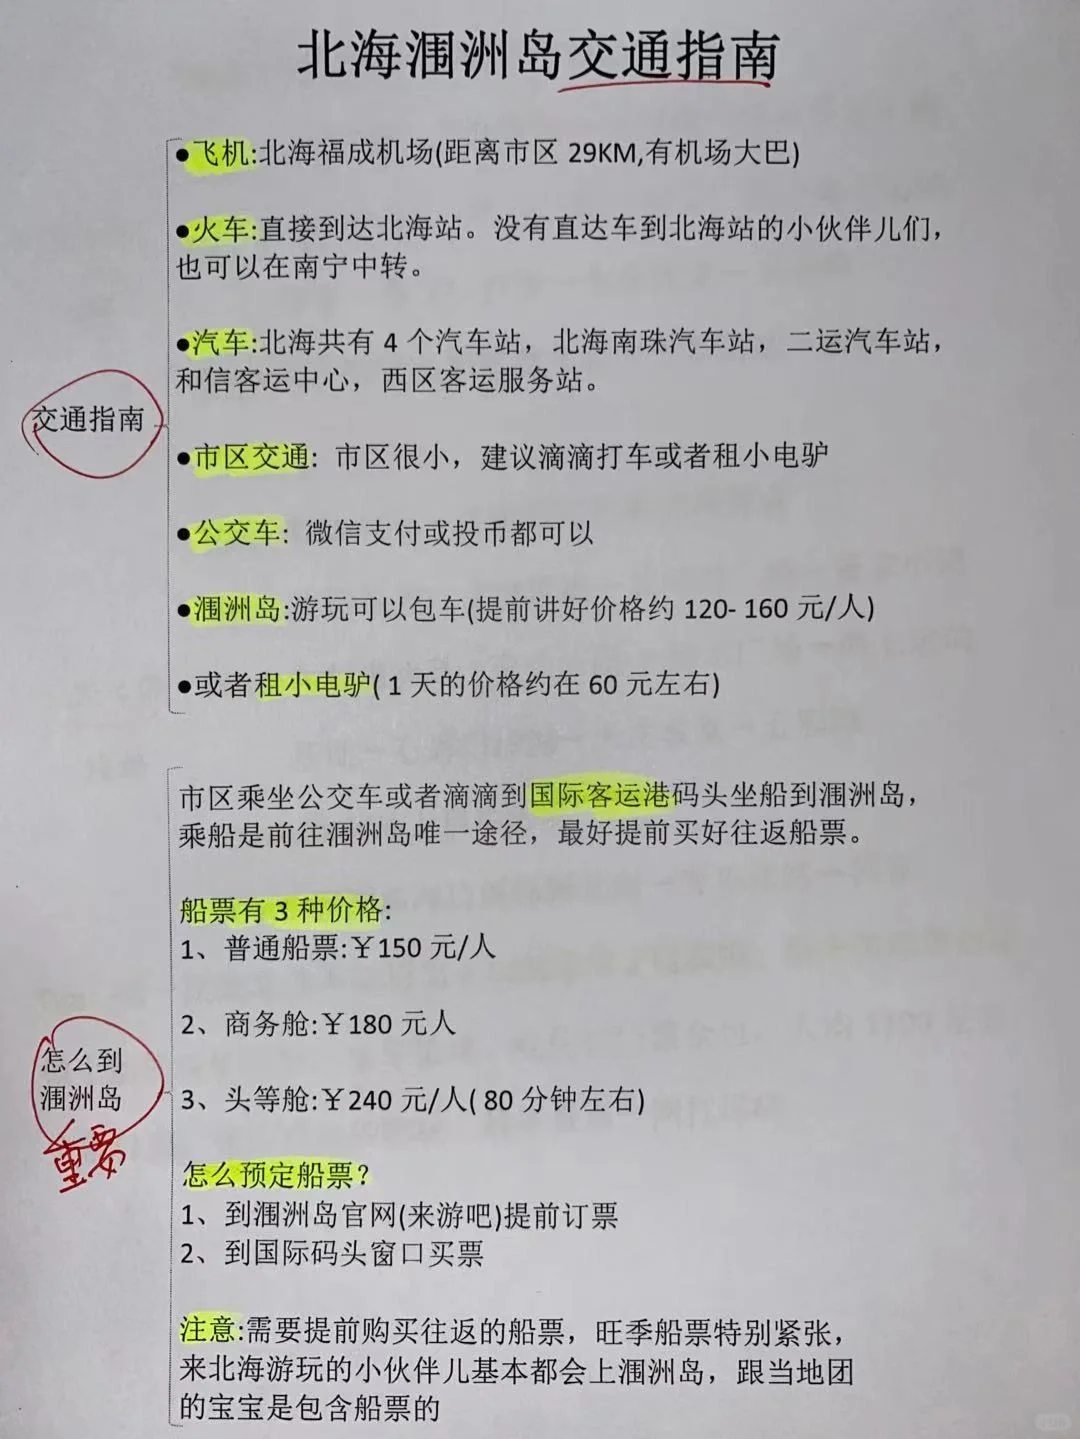 北海涠洲岛交通指南
●飞机:北海福成机场(距离市区 29KM,有机场大巴)
●火车:直接到达北海站。没有直达车到北海站的小伙伴儿们，
也可以在南宁中转。
●汽车:北海共有 4 个汽车站，北海南珠汽车站，二运汽车站，
和信客运中心，西区客运服务站。
交通指南
●市区交通：市区很小，建议滴滴打车或者租小电驴
●公交车：微信支付或投币都可以
●涠洲岛:游玩可以包车(提前讲好价格约 120- 160 元/人)
●或者租小电驴( 1 天的价格约在 60 元左右)
市区乘坐公交车或者滴滴到国际客运港码头坐船到涠洲岛，
乘船是前往涠洲岛唯一途径，最好提前买好往返船票。
船票有 3 种价格:
1、普通船票:￥150 元/人
2、商务舱:￥180 元人
怎么到
涠洲岛
重要
3、头等舱:￥240 元/人( 80 分钟左右)
怎么预定船票？
1、到涠洲岛官网(来游吧)提前订票
2、到国际码头窗口买票
注意:需要提前购买往返的船票，旺季船票特别紧张，
来北海游玩的小伙伴儿基本都会上涠洲岛，跟当地团
的宝宝是包含船票的